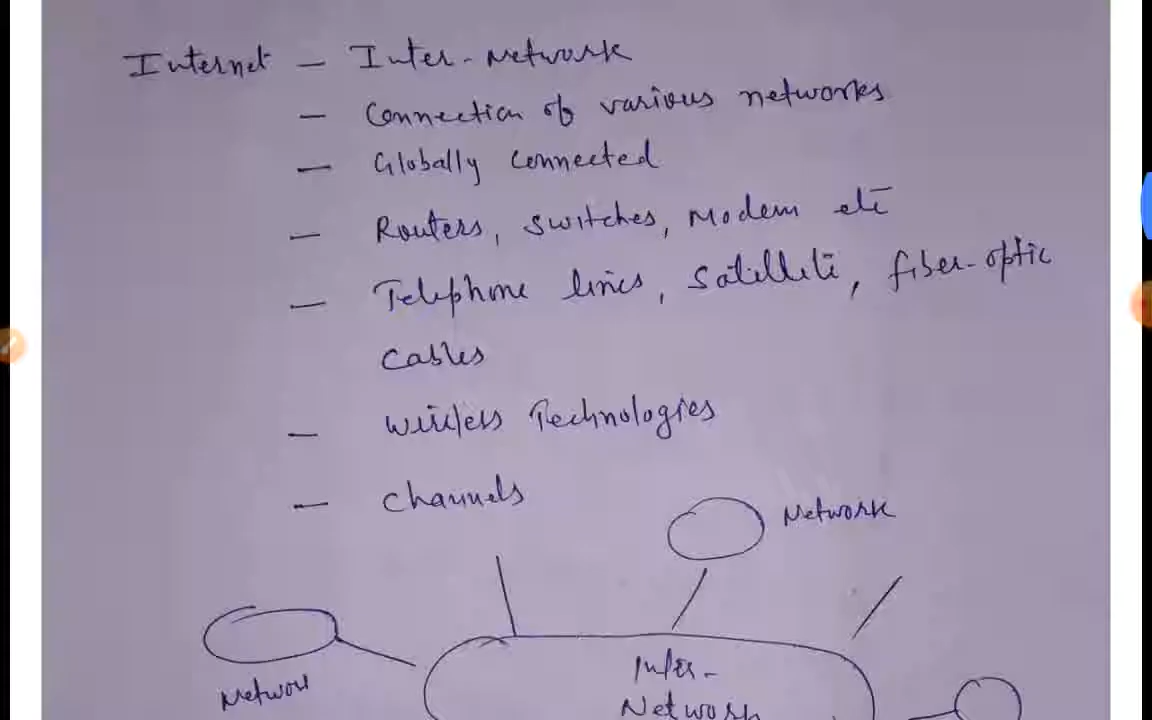 Internet – Inter-Network
– Connection of various networks
– Globally connected
– Routers, switches, Modem etc
– Telephone lines, Satellite, fiber-optic
cables
– Wireless Technologies
– Channels
Network
Network
Inter-
Network